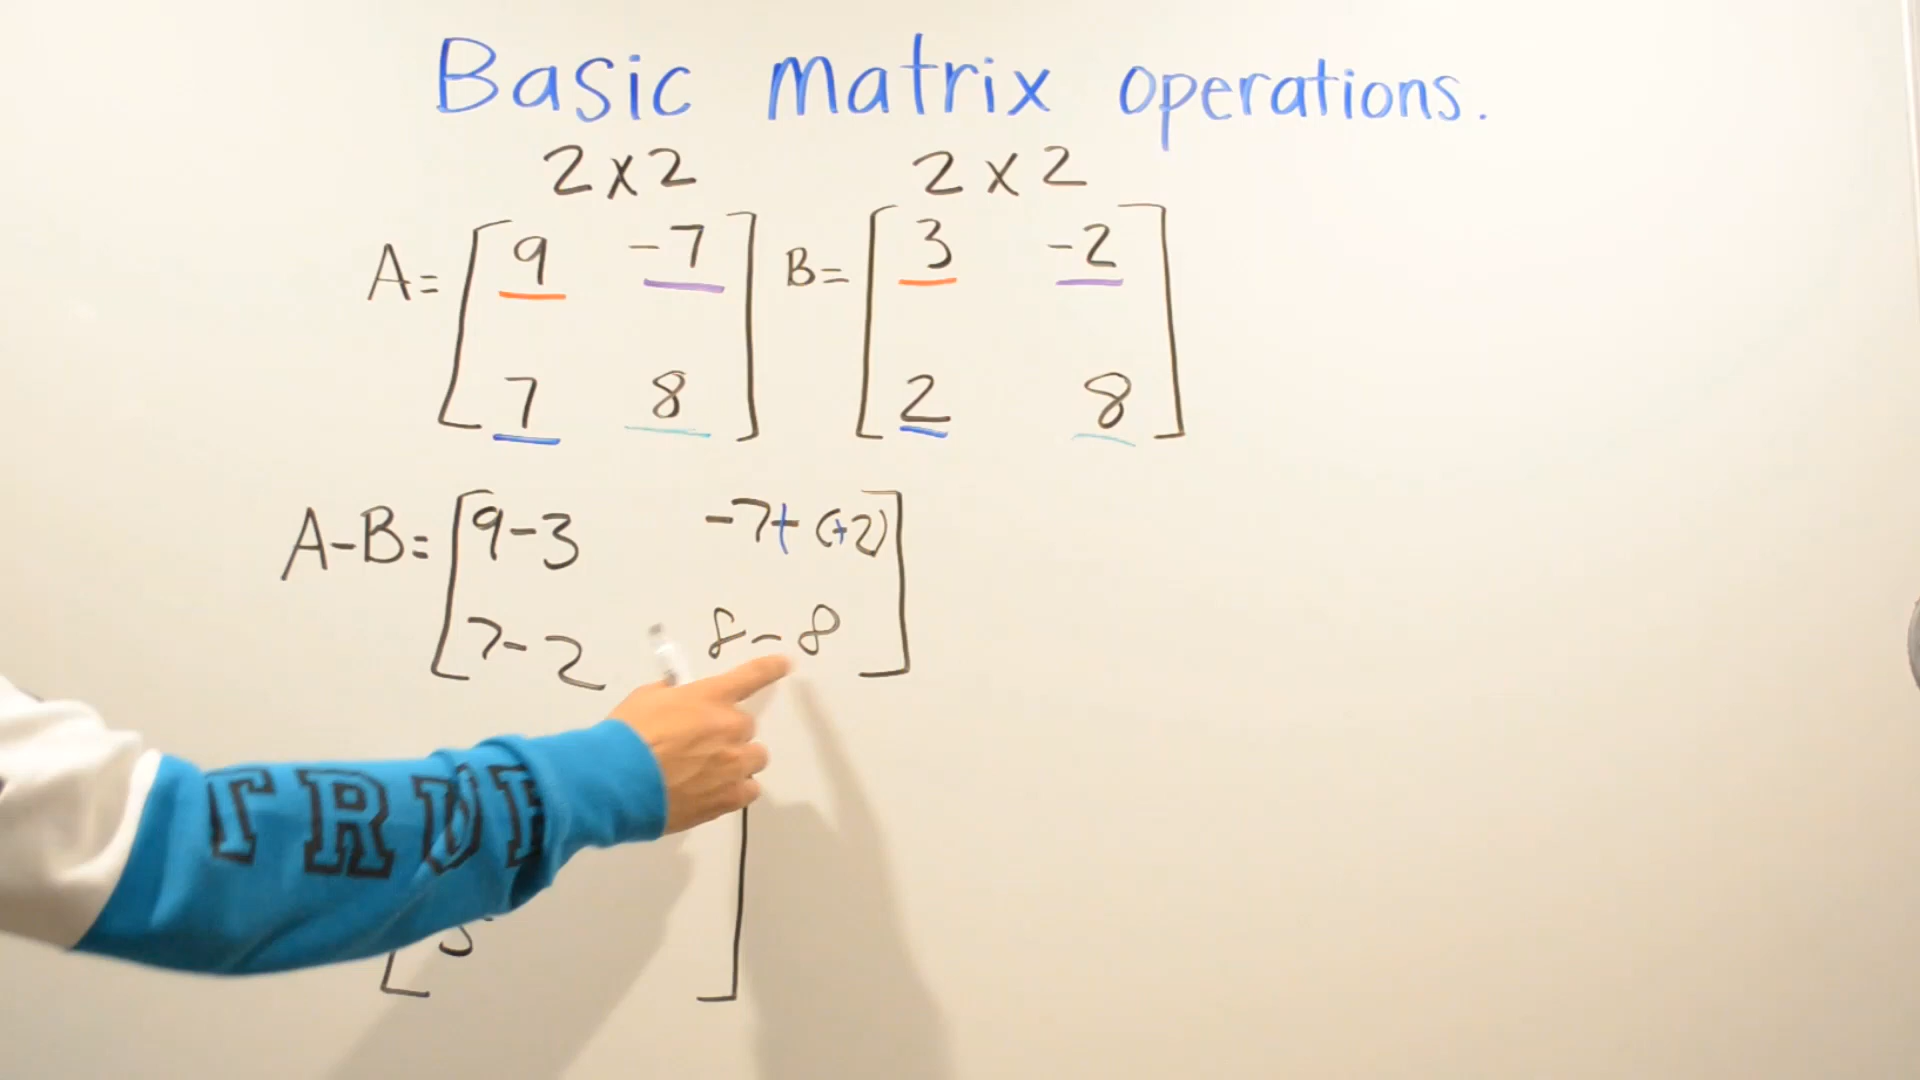 Basic matrix operations.
2x2 2x2
A= [ 9 -7 ] B= [ 3 -2 ]
7 8 2 8
A-B= [ 9-3 -7+(+2) ]
7-2 8-8
TRUE
5